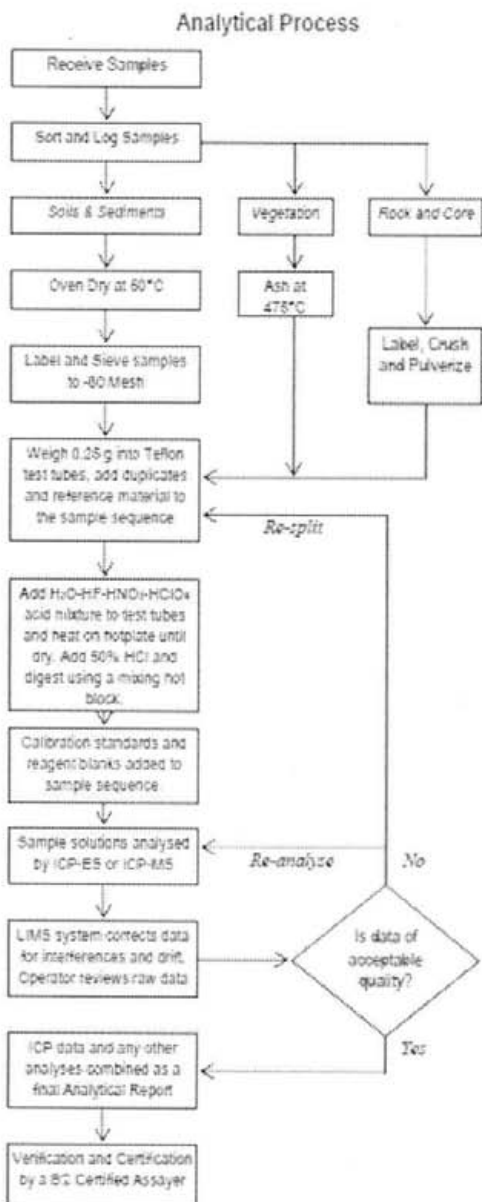 Analytical Process
Receive Samples
Sort and Log Samples
Soils & Sediments
Vegetation
Rock and Core
Oven Dry at 60°C
Ash at
475°C
Label and Sieve samples
to -80 Mesh
Label, Crush
and Pulverize
Weigh 0.25 g into Teflon
test tubes, add duplicates
and reference material to
the sample sequence
Re-split
Add H₂O-HF-HNO₃-HClO₄
acid mixture to test tubes
and heat on hotplate until
dry. Add 50% HCl and
digest using a mixing hot
block.
Calibration standards and
reagent blanks added to
sample sequence
Sample solutions analysed
by ICP-ES or ICP-MS
Re-analyze
No
LIMS system corrects data
for interferences and drift.
Operator reviews raw data
Is data of
acceptable
quality?
Yes
ICP data and any other
analyses combined as a
final Analytical Report
Verification and Certification
by a BC Certified Assayer